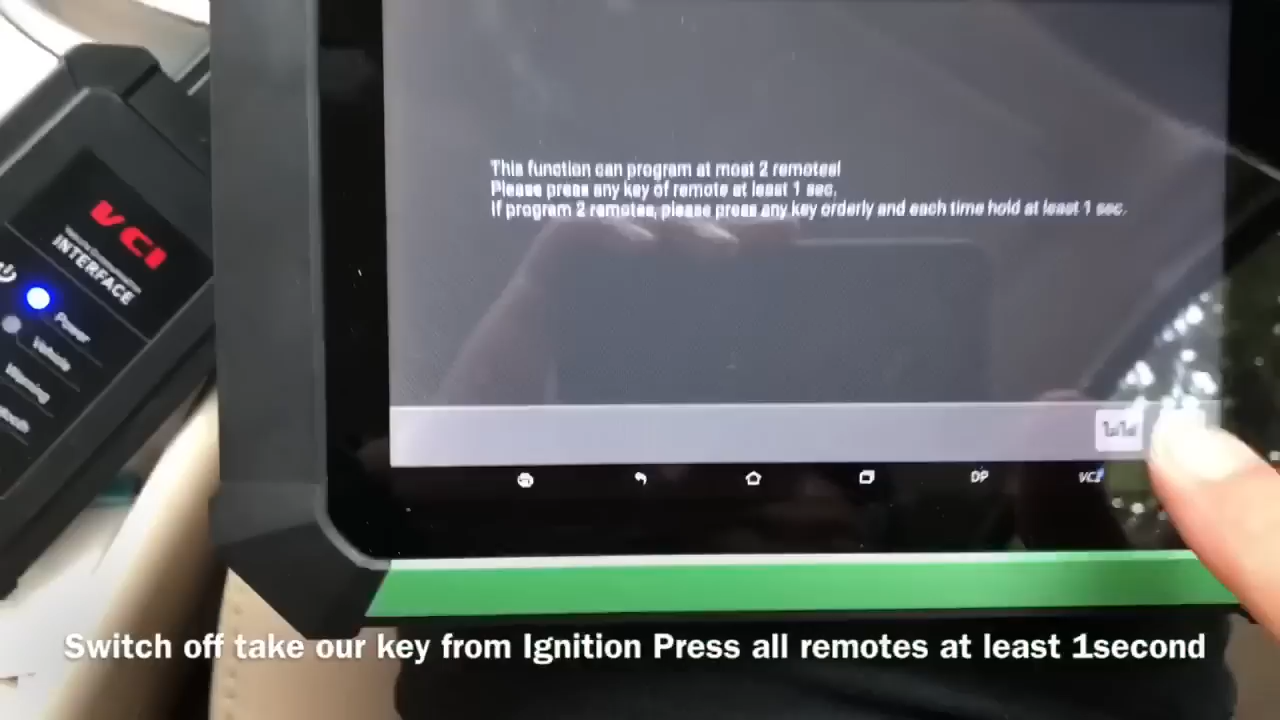 This function can program at most 2 remotes!
Please press any key of remote at least 1 sec.
If program 2 remotes, please press any key orderly and each time hold at least 1 sec.
VCI
INTERFACE
Power
Vehicle
Warning
DP
VCI
Switch off take our key from Ignition Press all remotes at least 1second